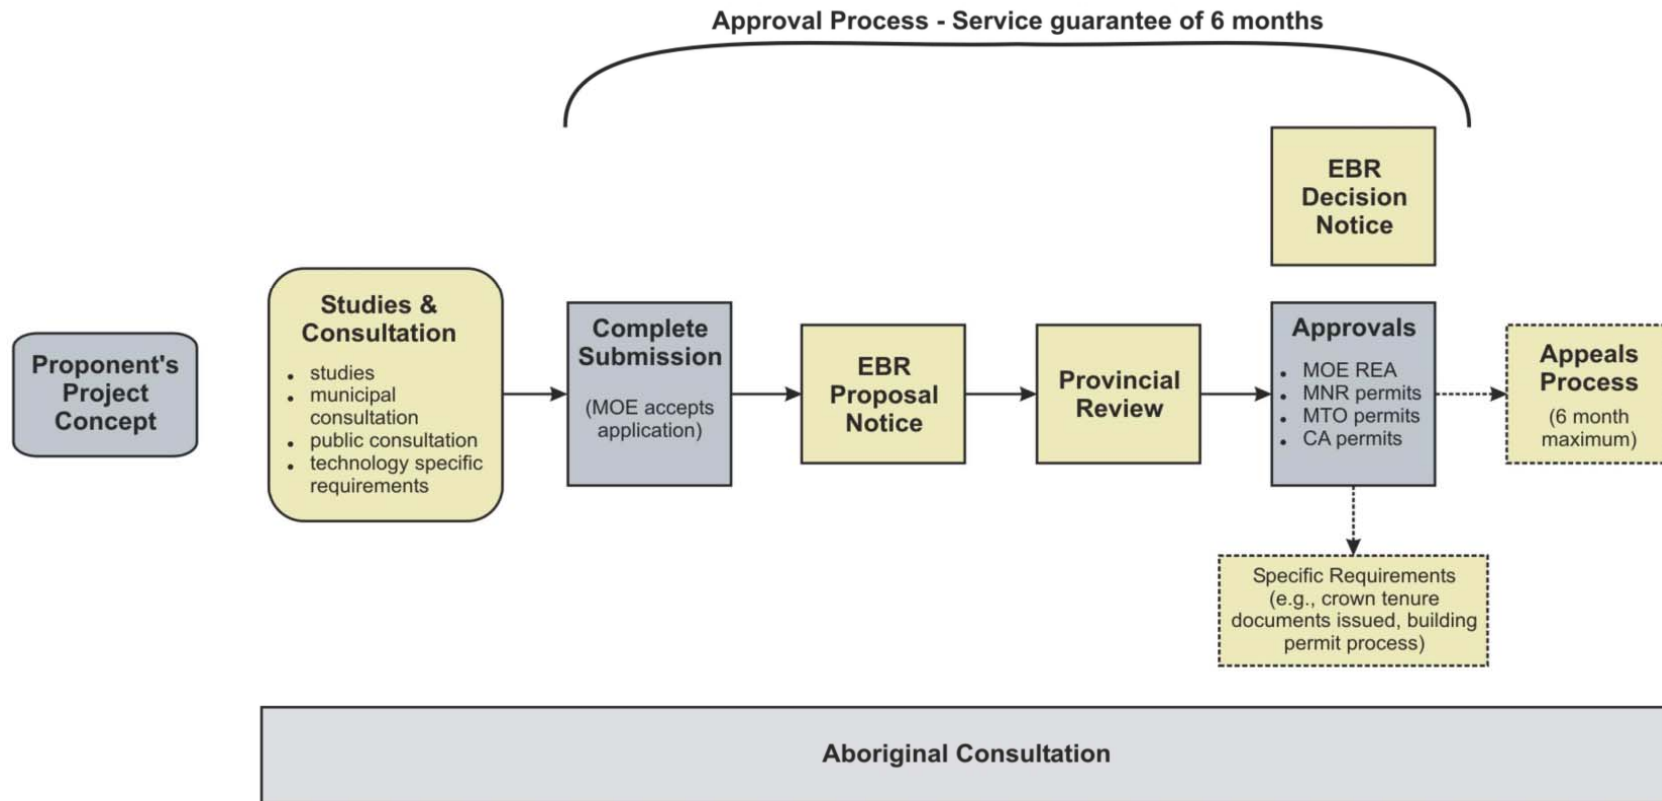 Approval Process - Service guarantee of 6 months
EBR
Decision
Notice
Proponent's
Project
Concept
Studies &
Consultation
• studies
• municipal
consultation
• public consultation
• technology specific
requirements
Complete
Submission
(MOE accepts
application)
EBR
Proposal
Notice
Provincial
Review
Approvals
• MOE REA
• MNR permits
• MTO permits
• CA permits
Appeals
Process
(6 month
maximum)
Specific Requirements
(e.g., crown tenure
documents issued, building
permit process)
Aboriginal Consultation